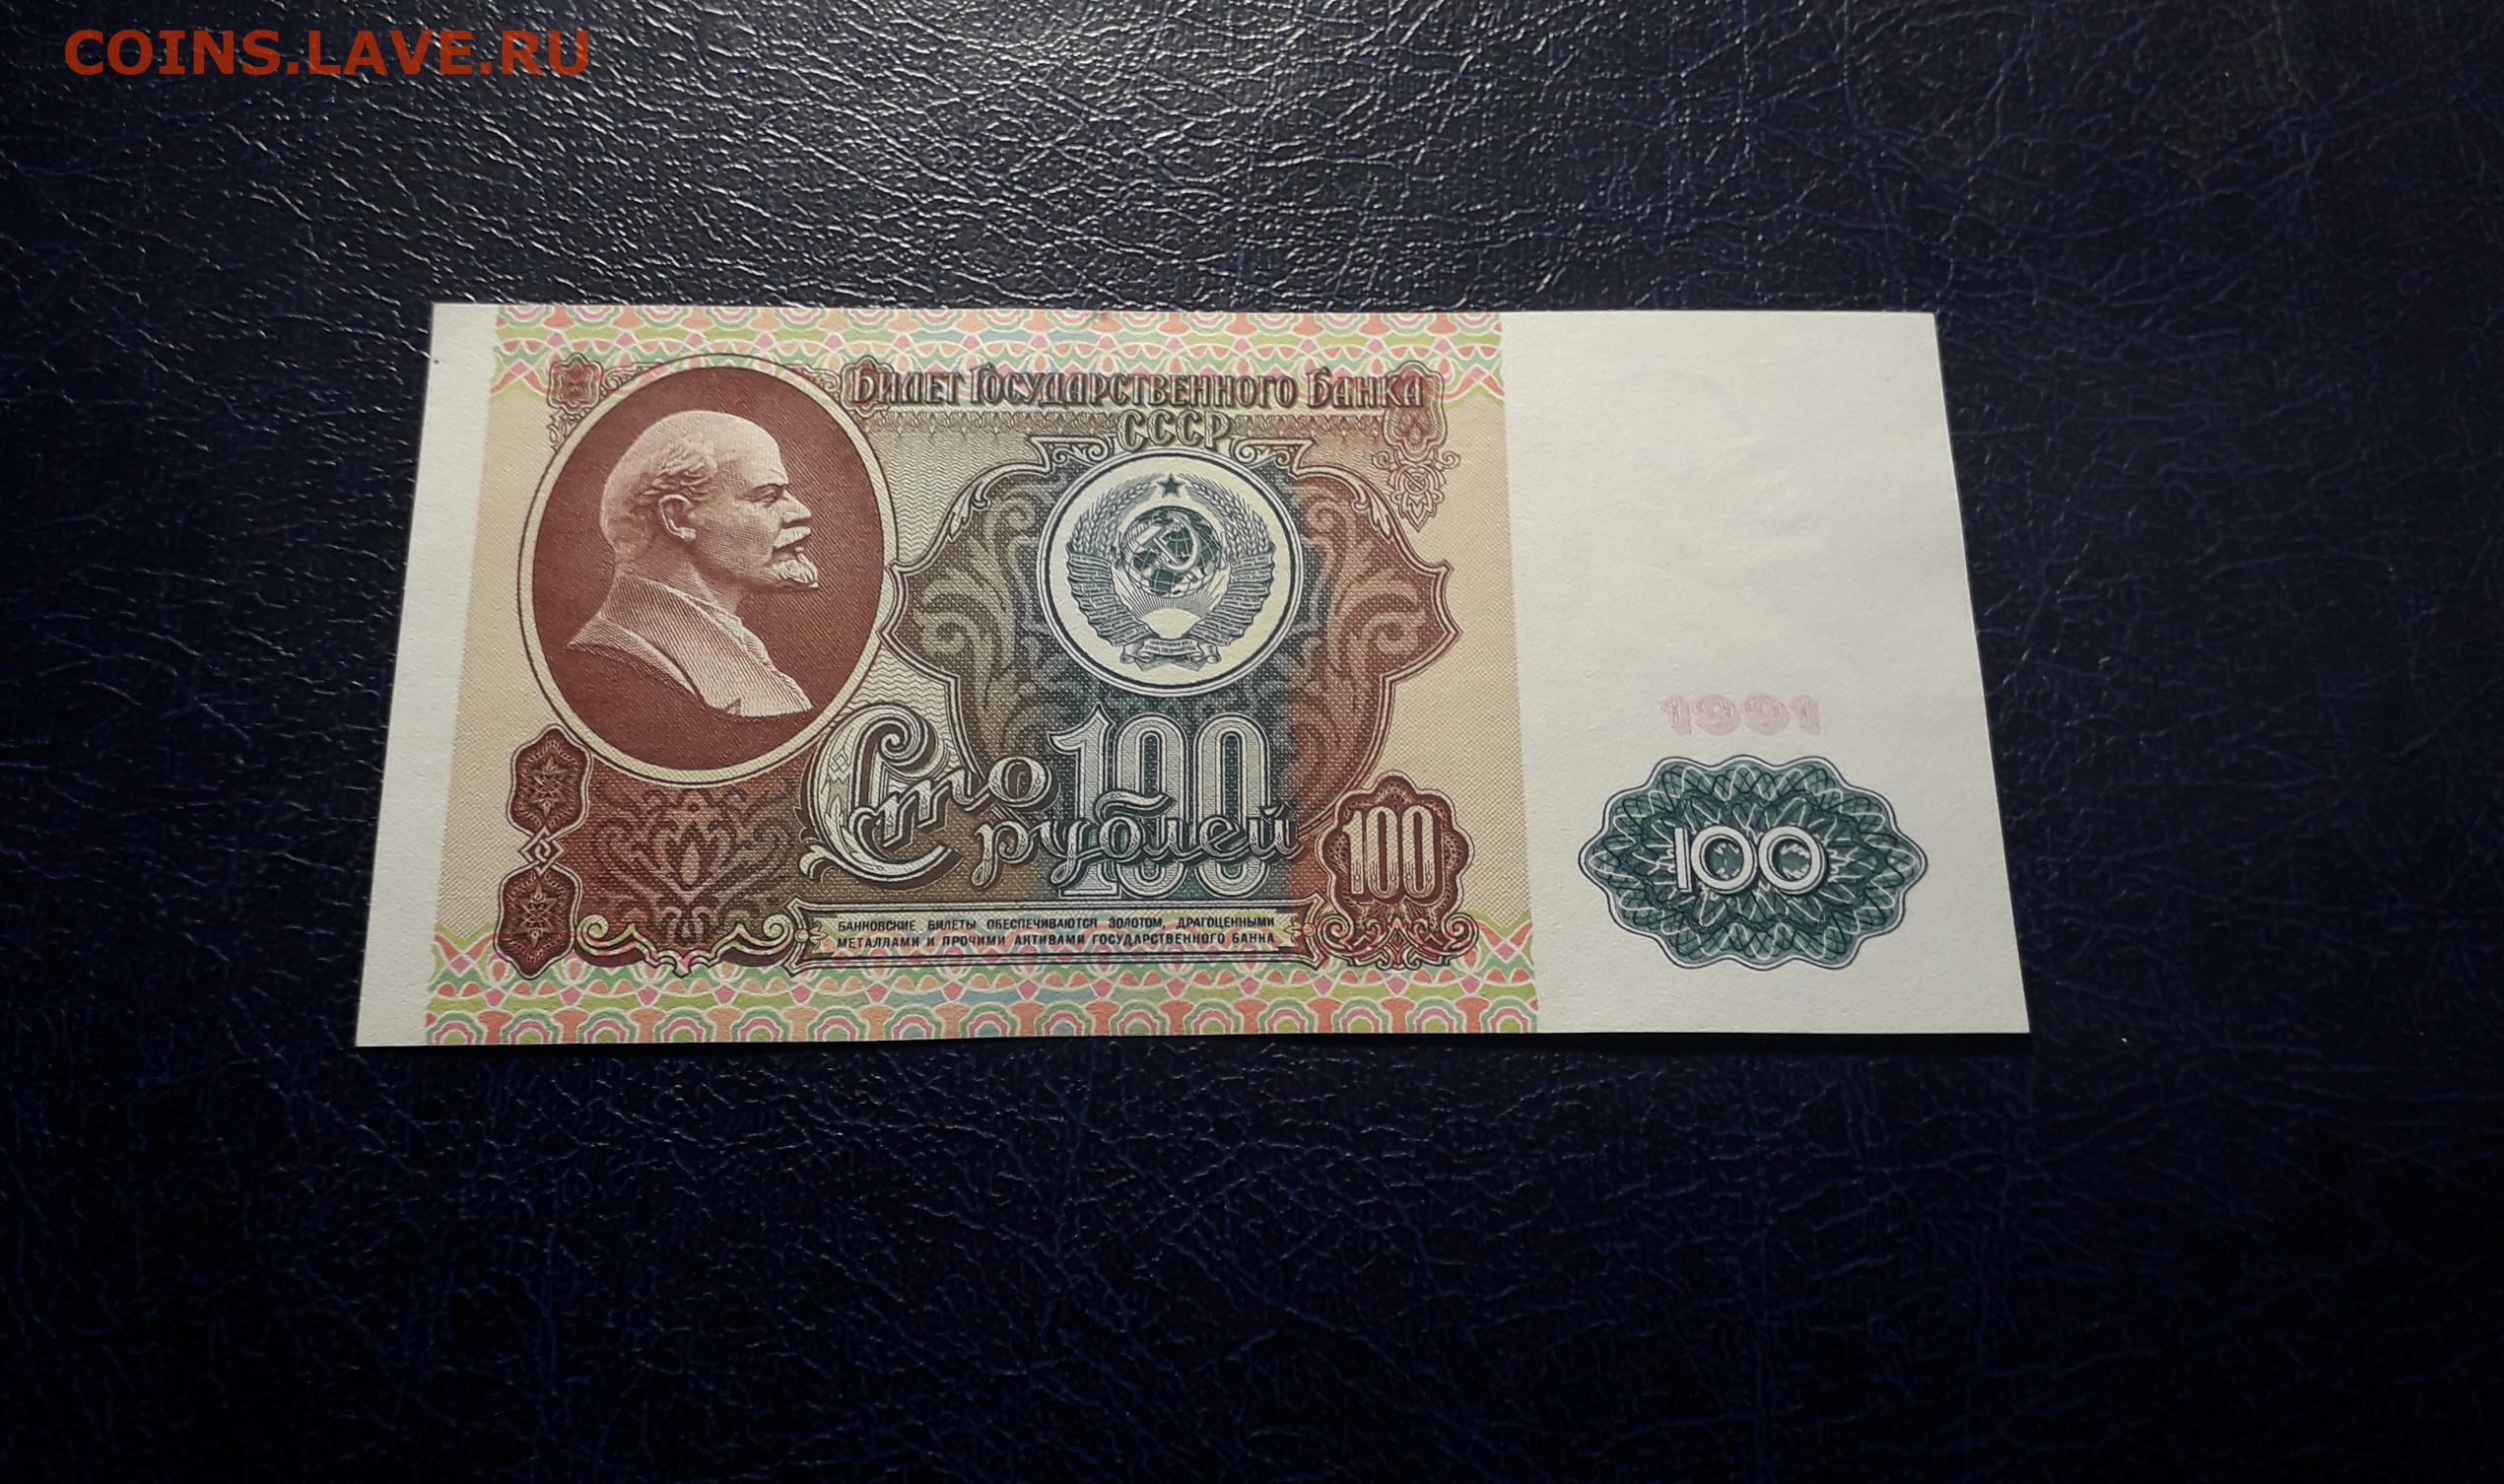 COINS.LAVE.RU
БИЛЕТ ГОСУДАРСТВЕННОГО БАНКА
СССР
100
Сто
рублей
100
1991
100
БАНКОВСКИЕ БИЛЕТЫ ОБЕСПЕЧИВАЮТСЯ ЗОЛОТОМ, ДРАГОЦЕННЫМИ
МЕТАЛЛАМИ И ПРОЧИМИ АКТИВАМИ ГОСУДАРСТВЕННОГО БАНКА